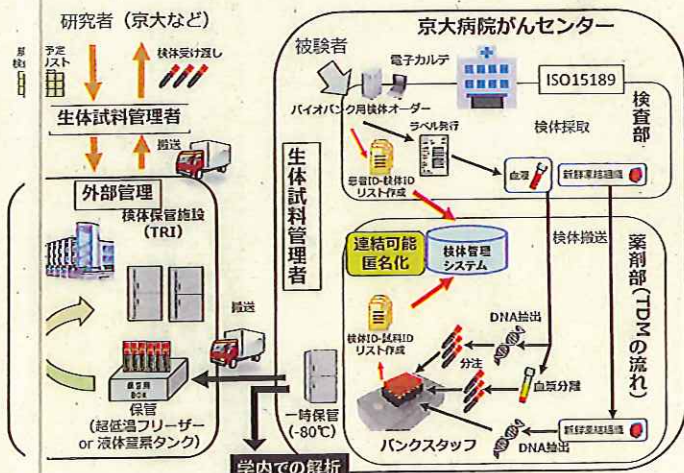 研究者（京大など）
予定
リスト
検体受け渡し
生体試料管理者
搬送
外部管理
検体保管施設
(TRI)
搬送
保管
(超低温フリーザー
or 液体窒素タンク)
京大病院がんセンター
被験者
電子カルテ
ISO15189
バイオバンク用検体オーダー
ラベル発行
検体採取
検査部
患者ID-検体ID
リスト作成
血液
新鮮凍結組織
生体試料管理者
連結可能
匿名化
検体管理
システム
検体搬送
薬剤部（TDMの流れ）
検体ID-試料ID
リスト作成
DNA抽出
分注
血漿分離
一時保管
(-80℃)
バンクスタッフ
DNA抽出
新鮮凍結組織
学内での解析